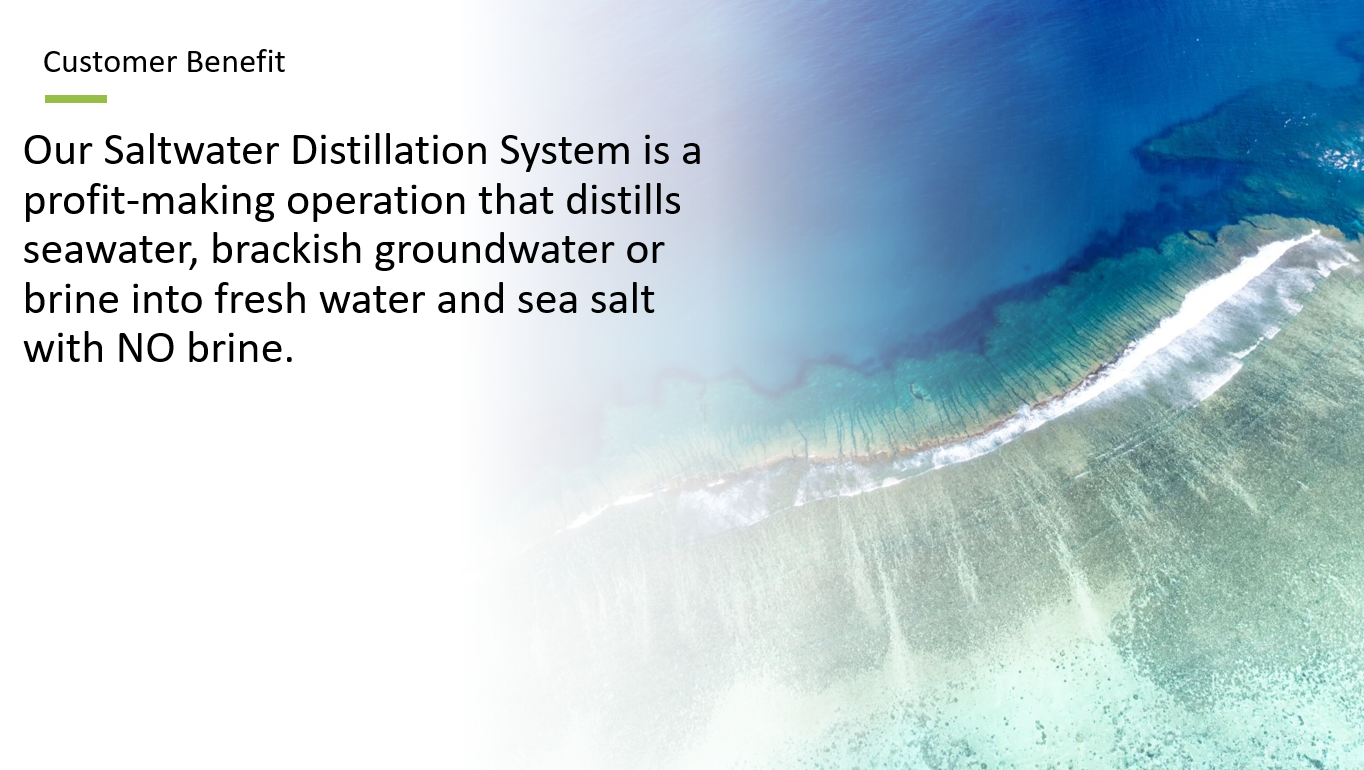 Customer Benefit
Our Saltwater Distillation System is a
profit-making operation that distills
seawater, brackish groundwater or
brine into fresh water and sea salt
with NO brine.